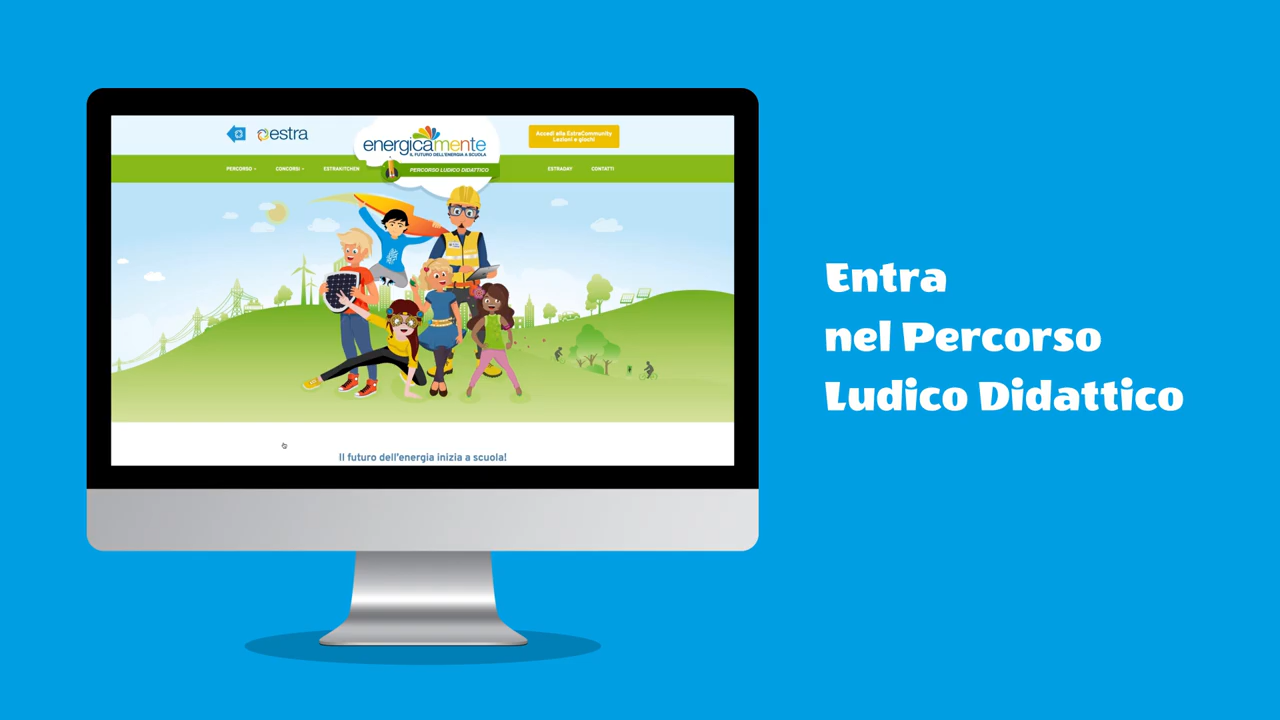 estra
energicamente
IL FUTURO DELL'ENERGIA A SCUOLA
Accedi alla EstraCommunity
Lezioni e giochi
PERCORSO
CONCORSI
ESTRAKITCHEN
PERCORSO LUDICO DIDATTICO
ESTRADAY
CONTATTI
Il futuro dell'energia inizia a scuola!
Entra
nel Percorso
Ludico Didattico